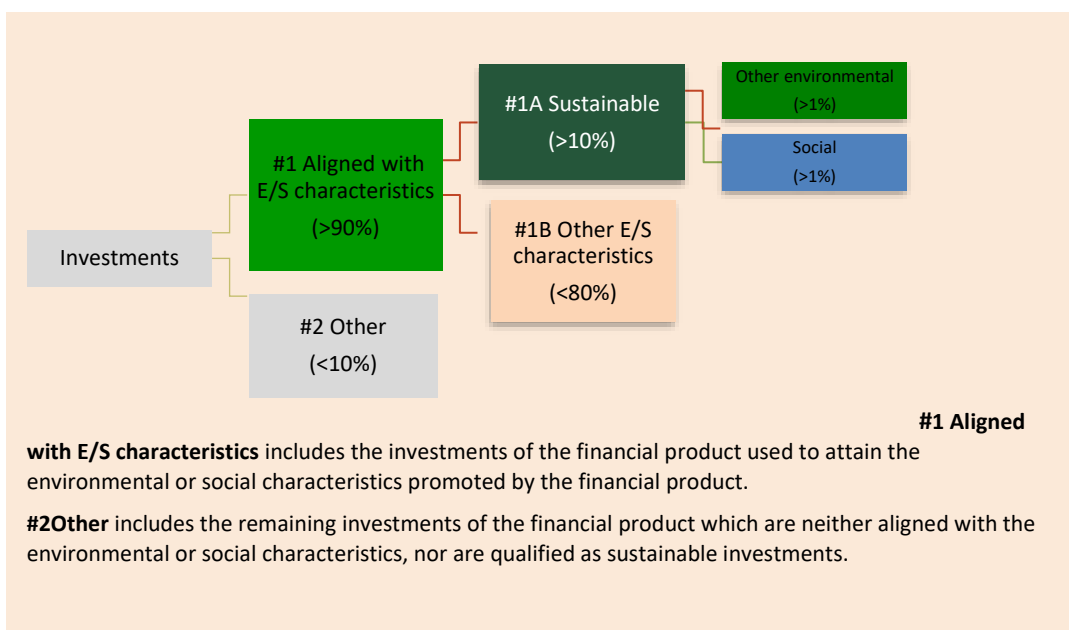 Investments
#1 Aligned with
E/S characteristics
(>90%)
#2 Other
(<10%)
#1A Sustainable
(>10%)
#1B Other E/S
characteristics
(<80%)
Other environmental
(>1%)
Social
(>1%)
#1 Aligned
with E/S characteristics includes the investments of the financial product used to attain the
environmental or social characteristics promoted by the financial product.
#2Other includes the remaining investments of the financial product which are neither aligned with the
environmental or social characteristics, nor are qualified as sustainable investments.